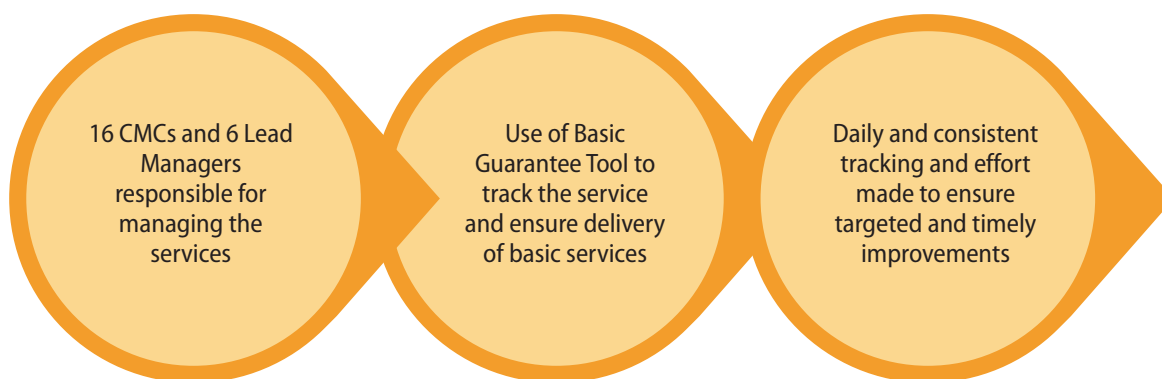 16 CMCs and 6 Lead
Managers
responsible for
managing the
services
Use of Basic
Guarantee Tool to
track the service
and ensure delivery
of basic services
Daily and consistent
tracking and effort
made to ensure
targeted and timely
improvements